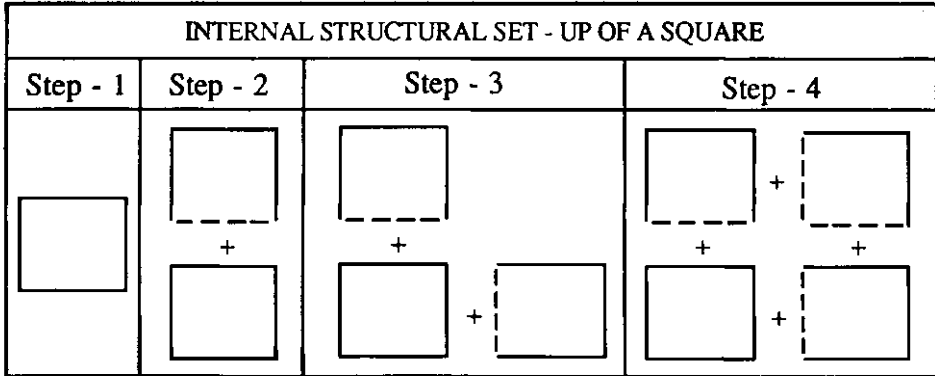 INTERNAL STRUCTURAL SET - UP OF A SQUARE
Step - 1 Step - 2 Step - 3 Step - 4
+ +
+ + + +
+ +